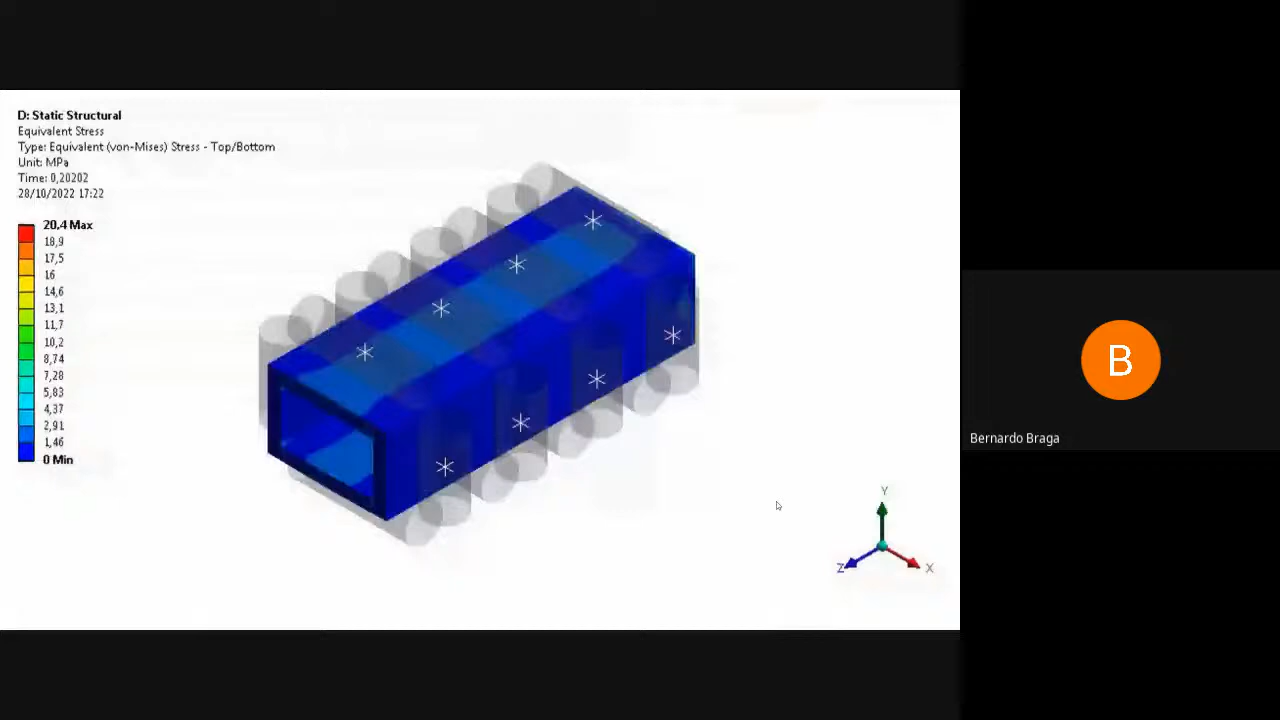 D: Static Structural
Equivalent Stress
Type: Equivalent (von-Mises) Stress - Top/Bottom
Unit: MPa
Time: 0,20202
28/10/2022 17:22
20,4 Max
18,9
17,5
16
14,6
13,1
11,7
10,2
8,74
7,28
5,83
4,37
2,91
1,46
0 Min
Y
Z
X
B
Bernardo Braga